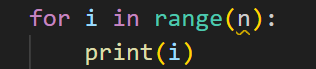 for i in range(n):
    print(i)